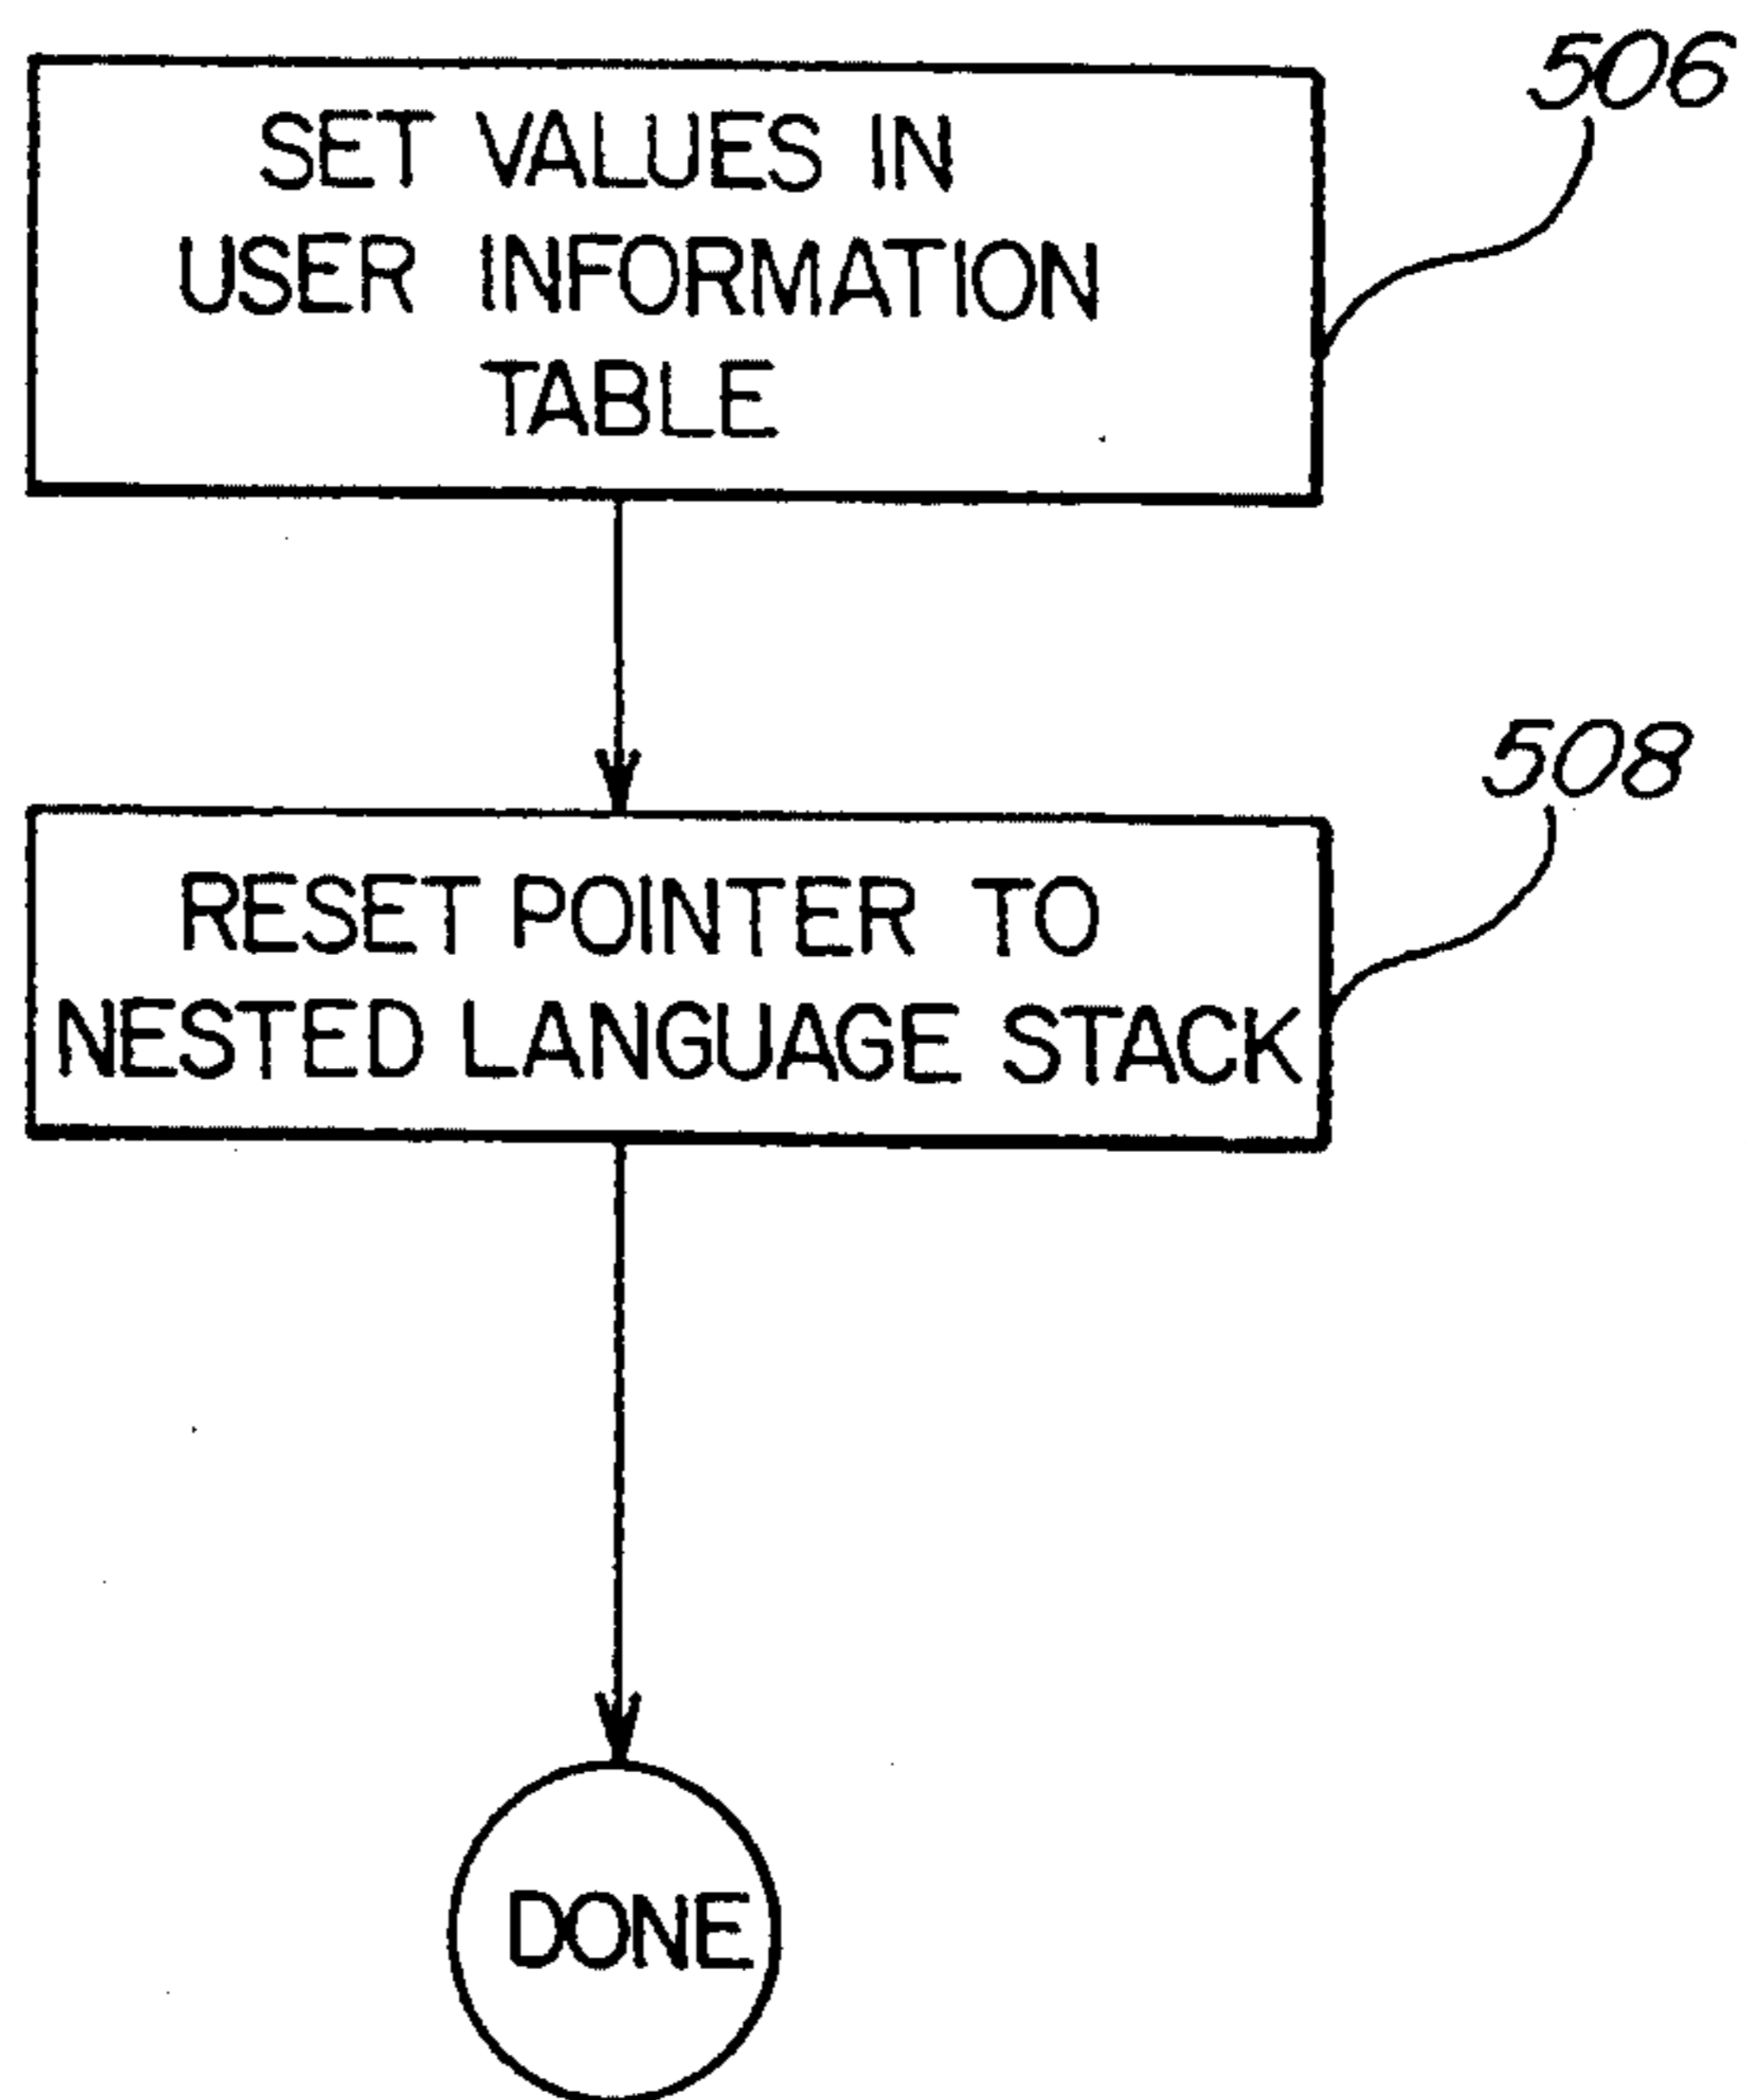 506
SET VALUES IN
USER INFORMATION
TABLE
508
RESET POINTER TO
NESTED LANGUAGE STACK
DONE